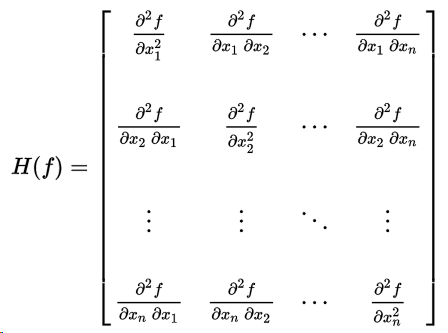 H(f) = \begin{bmatrix} \frac{\partial^2 f}{\partial x_1^2} & \frac{\partial^2 f}{\partial x_1 \, \partial x_2} & \cdots & \frac{\partial^2 f}{\partial x_1 \, \partial x_n} \\
\frac{\partial^2 f}{\partial x_2 \, \partial x_1} & \frac{\partial^2 f}{\partial x_2^2} & \cdots & \frac{\partial^2 f}{\partial x_2 \, \partial x_n} \\
\vdots & \vdots & \ddots & \vdots \\
\frac{\partial^2 f}{\partial x_n \, \partial x_1} & \frac{\partial^2 f}{\partial x_n \, \partial x_2} & \cdots & \frac{\partial^2 f}{\partial x_n^2} \end{bmatrix}